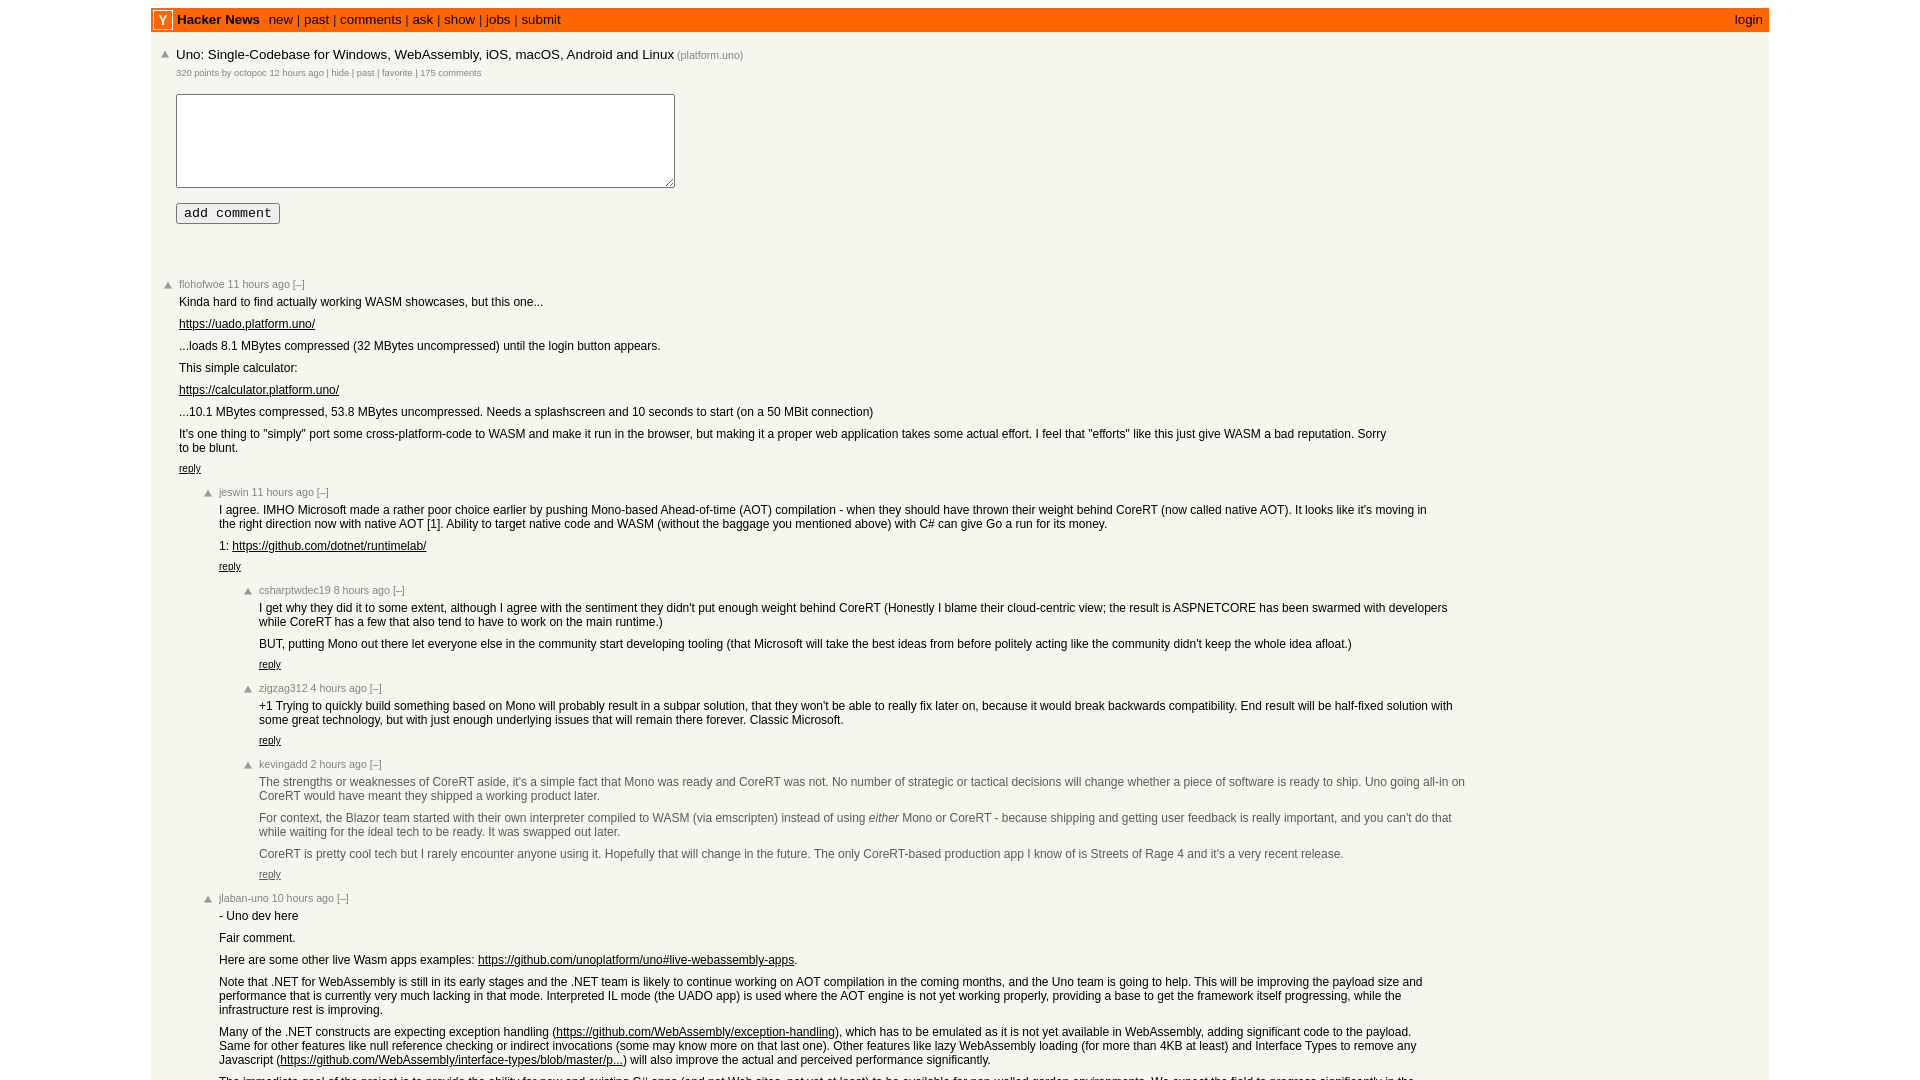 Y Hacker News new | past | comments | ask | show | jobs | submit login
Uno: Single-Codebase for Windows, WebAssembly, iOS, macOS, Android and Linux (platform.uno)
320 points by octopoc 12 hours ago | hide | past | favorite | 175 comments
add comment
flohofwoe 11 hours ago [–]
Kinda hard to find actually working WASM showcases, but this one...
https://uado.platform.uno/
...loads 8.1 MBytes compressed (32 MBytes uncompressed) until the login button appears.
This simple calculator:
https://calculator.platform.uno/
...10.1 MBytes compressed, 53.8 MBytes uncompressed. Needs a splashscreen and 10 seconds to start (on a 50 MBit connection)
It's one thing to "simply" port some cross-platform-code to WASM and make it run in the browser, but making it a proper web application takes some actual effort. I feel that "efforts" like this just give WASM a bad reputation. Sorry
to be blunt.
reply
jeswin 11 hours ago [–]
I agree. IMHO Microsoft made a rather poor choice earlier by pushing Mono-based Ahead-of-time (AOT) compilation - when they should have thrown their weight behind CoreRT (now called native AOT). It looks like it's moving in
the right direction now with native AOT [1]. Ability to target native code and WASM (without the baggage you mentioned above) with C# can give Go a run for its money.
1: https://github.com/dotnet/runtimelab/
reply
csharptwdec19 8 hours ago [–]
I get why they did it to some extent, although I agree with the sentiment they didn't put enough weight behind CoreRT (Honestly I blame their cloud-centric view; the result is ASPNETCORE has been swarmed with developers
while CoreRT has a few that also tend to have to work on the main runtime.)
BUT, putting Mono out there let everyone else in the community start developing tooling (that Microsoft will take the best ideas from before politely acting like the community didn't keep the whole idea afloat.)
reply
zigzag312 4 hours ago [–]
+1 Trying to quickly build something based on Mono will probably result in a subpar solution, that they won't be able to really fix later on, because it would break backwards compatibility. End result will be half-fixed solution with
some great technology, but with just enough underlying issues that will remain there forever. Classic Microsoft.
reply
kevingadd 2 hours ago [–]
The strengths or weaknesses of CoreRT aside, it's a simple fact that Mono was ready and CoreRT was not. No number of strategic or tactical decisions will change whether a piece of software is ready to ship. Uno going all-in on
CoreRT would have meant they shipped a working product later.
For context, the Blazor team started with their own interpreter compiled to WASM (via emscripten) instead of using either Mono or CoreRT - because shipping and getting user feedback is really important, and you can't do that
while waiting for the ideal tech to be ready. It was swapped out later.
CoreRT is pretty cool tech but I rarely encounter anyone using it. Hopefully that will change in the future. The only CoreRT-based production app I know of is Streets of Rage 4 and it's a very recent release.
reply
jlaban-uno 10 hours ago [–]
- Uno dev here
Fair comment.
Here are some other live Wasm apps examples: https://github.com/unoplatform/uno#live-webassembly-apps.
Note that .NET for WebAssembly is still in its early stages and the .NET team is likely to continue working on AOT compilation in the coming months, and the Uno team is going to help. This will be improving the payload size and
performance that is currently very much lacking in that mode. Interpreted IL mode (the UADO app) is used where the AOT engine is not yet working properly, providing a base to get the framework itself progressing, while the
infrastructure rest is improving.
Many of the .NET constructs are expecting exception handling (https://github.com/WebAssembly/exception-handling), which has to be emulated as it is not yet available in WebAssembly, adding significant code to the payload.
Same for other features like null reference checking or indirect invocations (some may know more on that last one). Other features like lazy WebAssembly loading (for more than 4KB at least) and Interface Types to remove any
Javascript (https://github.com/WebAssembly/interface-types/blob/master/p...) will also improve the actual and perceived performance significantly.